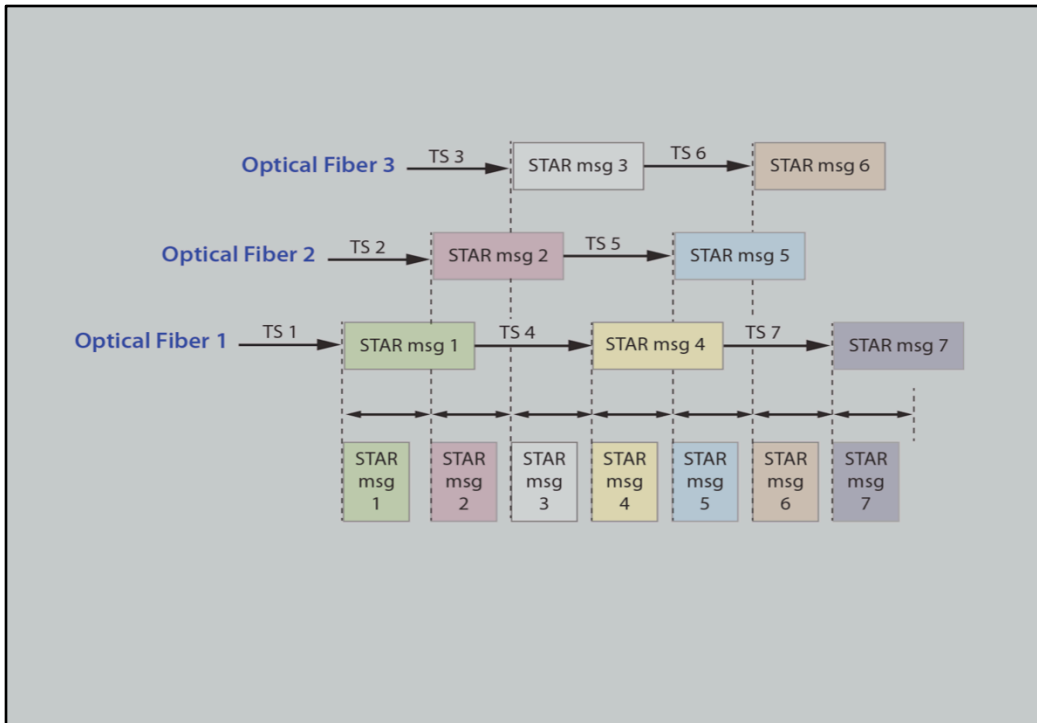 Optical Fiber 3 TS 3 STAR msg 3 TS 6 STAR msg 6
Optical Fiber 2 TS 2 STAR msg 2 TS 5 STAR msg 5
Optical Fiber 1 TS 1 STAR msg 1 TS 4 STAR msg 4 TS 7 STAR msg 7
STAR
msg
1
STAR
msg
2
STAR
msg
3
STAR
msg
4
STAR
msg
5
STAR
msg
6
STAR
msg
7